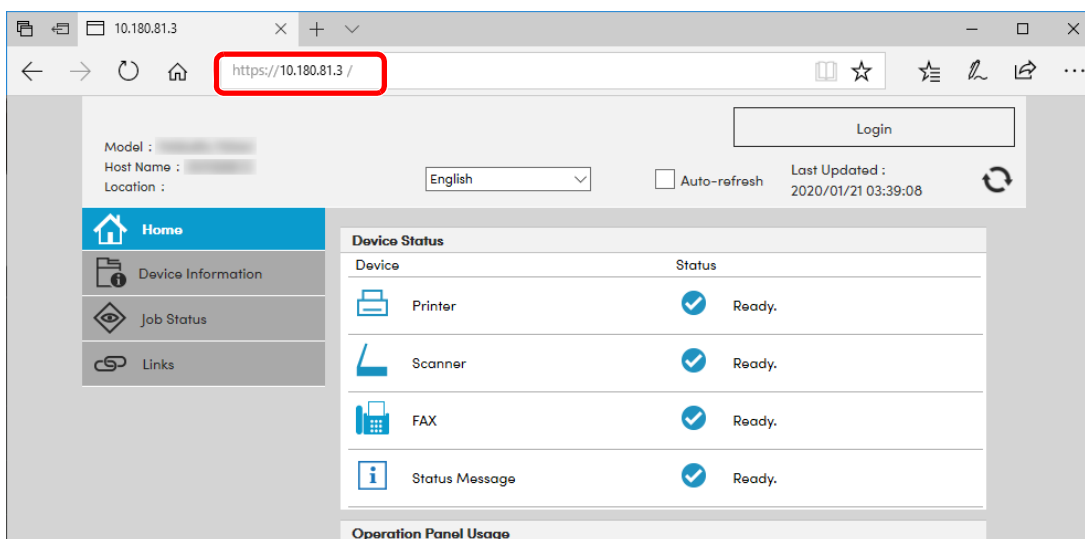 10.180.81.3
https://10.180.81.3 /
Login
Model :
Host Name :
Location :
English
Auto-refresh
Last Updated :
2020/01/21 03:39:08
Home
Device Information
Job Status
Links
Device Status
Device Status
Printer Ready.
Scanner Ready.
FAX Ready.
Status Message Ready.
Operation Panel Usage